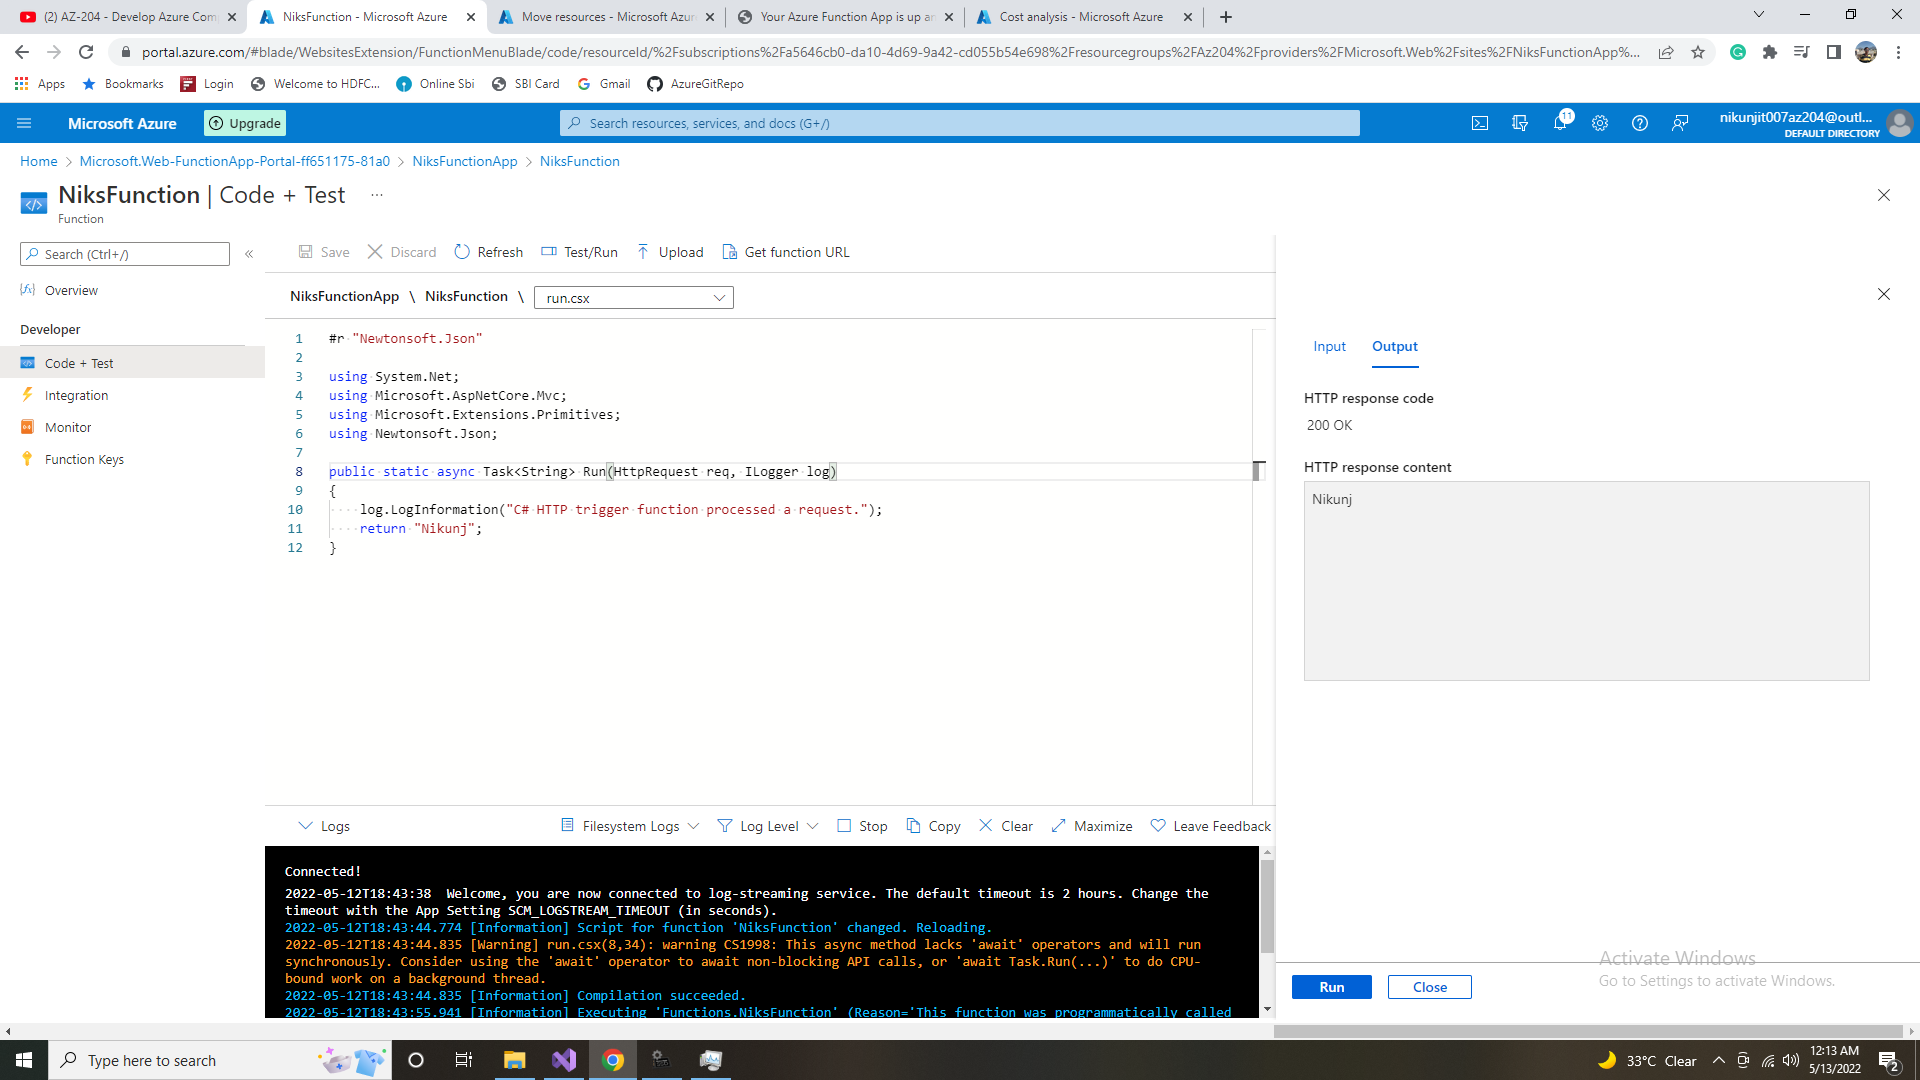 (2) AZ-204 - Develop Azure Com
NiksFunction - Microsoft Azure
Move resources - Microsoft Azur
Your Azure Function App is up an
Cost analysis - Microsoft Azure
portal.azure.com/#blade/WebsitesExtension/FunctionMenuBlade/code/resourceId/%2Fsubscriptions%2Fa5646cb0-da10-4d69-9a42-cd055b54e698%2Fresourcegroups%2FAz204%2Fproviders%2FMicrosoft.Web%2Fsites%2FNiksFunctionApp%...
Apps
Bookmarks
Login
Welcome to HDFC...
Online Sbi
SBI Card
Gmail
AzureGitRepo
Microsoft Azure
Upgrade
Search resources, services, and docs (G+/)
11
nikunjit007az204@outl...
DEFAULT DIRECTORY
Home > Microsoft.Web-FunctionApp-Portal-ff651175-81a0 > NiksFunctionApp > NiksFunction
NiksFunction | Code + Test ...
Function
Search (Ctrl+/)
«
Overview
Developer
Code + Test
Integration
Monitor
Function Keys
Save
Discard
Refresh
Test/Run
Upload
Get function URL
NiksFunctionApp \ NiksFunction \ run.csx
1 #r "Newtonsoft.Json"
2
3 using System.Net;
4 using Microsoft.AspNetCore.Mvc;
5 using Microsoft.Extensions.Primitives;
6 using Newtonsoft.Json;
7
8 public static async Task<String> Run(HttpRequest req, ILogger log)
9 {
10 log.LogInformation("C# HTTP trigger function processed a request.");
11 return "Nikunj";
12 }
Input
Output
HTTP response code
200 OK
HTTP response content
Nikunj
Logs
Filesystem Logs
Log Level
Stop
Copy
Clear
Maximize
Leave Feedback
Connected!
2022-05-12T18:43:38 Welcome, you are now connected to log-streaming service. The default timeout is 2 hours. Change the
timeout with the App Setting SCM_LOGSTREAM_TIMEOUT (in seconds).
2022-05-12T18:43:44.774 [Information] Script for function 'NiksFunction' changed. Reloading.
2022-05-12T18:43:44.835 [Warning] run.csx(8,34): warning CS1998: This async method lacks 'await' operators and will run
synchronously. Consider using the 'await' operator to await non-blocking API calls, or 'await Task.Run(...)' to do CPU-
bound work on a background thread.
2022-05-12T18:43:44.835 [Information] Compilation succeeded.
2022-05-12T18:43:55.941 [Information] Executing 'Functions.NiksFunction' (Reason='This function was programmatically called
Run
Close
Activate Windows
Go to Settings to activate Windows.
Type here to search
33°C Clear
12:13 AM
5/13/2022
2